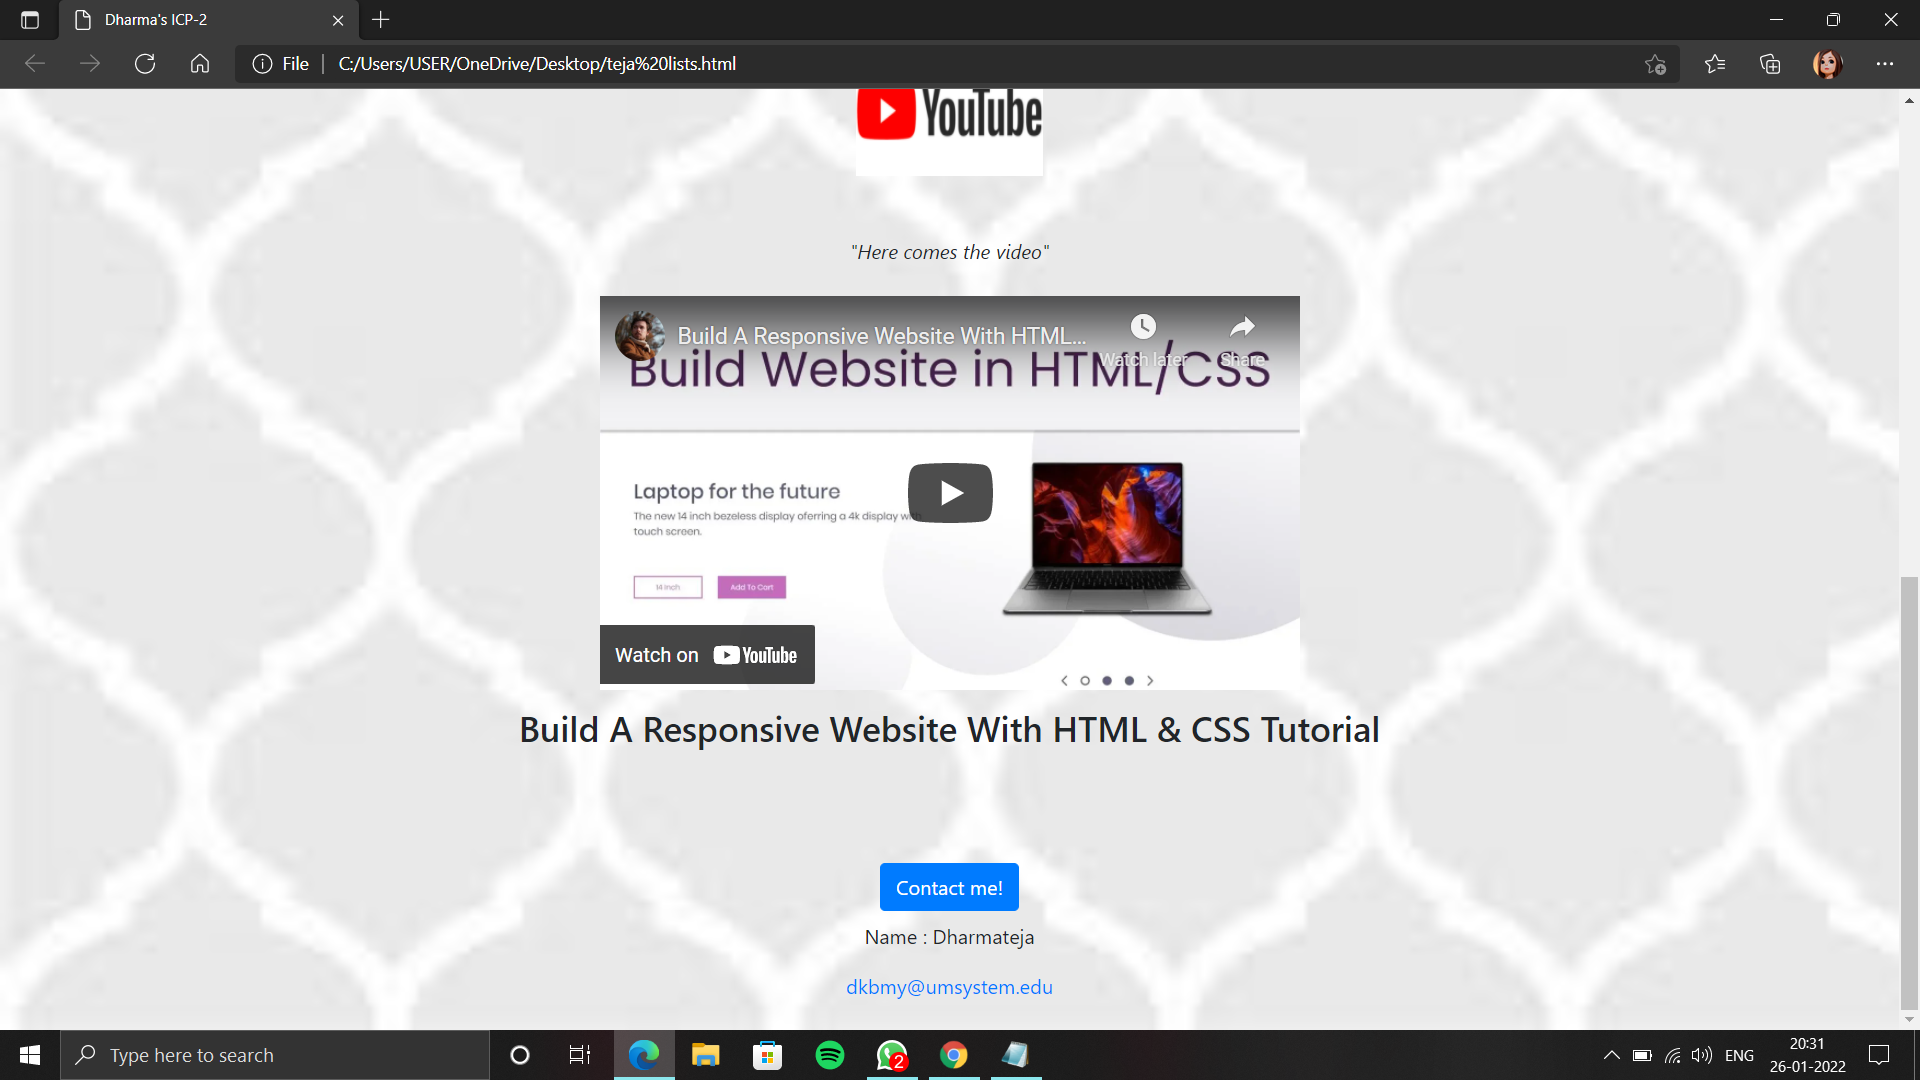 Dharma's ICP-2
File
C:/Users/USER/OneDrive/Desktop/teja%20lists.html
YouTube
"Here comes the video"
Build A Responsive Website With HTML...
Watch later
Share
Build Website in HTML/CSS
Laptop for the future
The new 14 inch bezeless display oferring a 4k display with
touch screen.
14 Inch
Add To Cart
Watch on YouTube
Build A Responsive Website With HTML & CSS Tutorial
Contact me!
Name : Dharmateja
dkbmy@umsystem.edu
Type here to search
2
ENG
20:31
26-01-2022